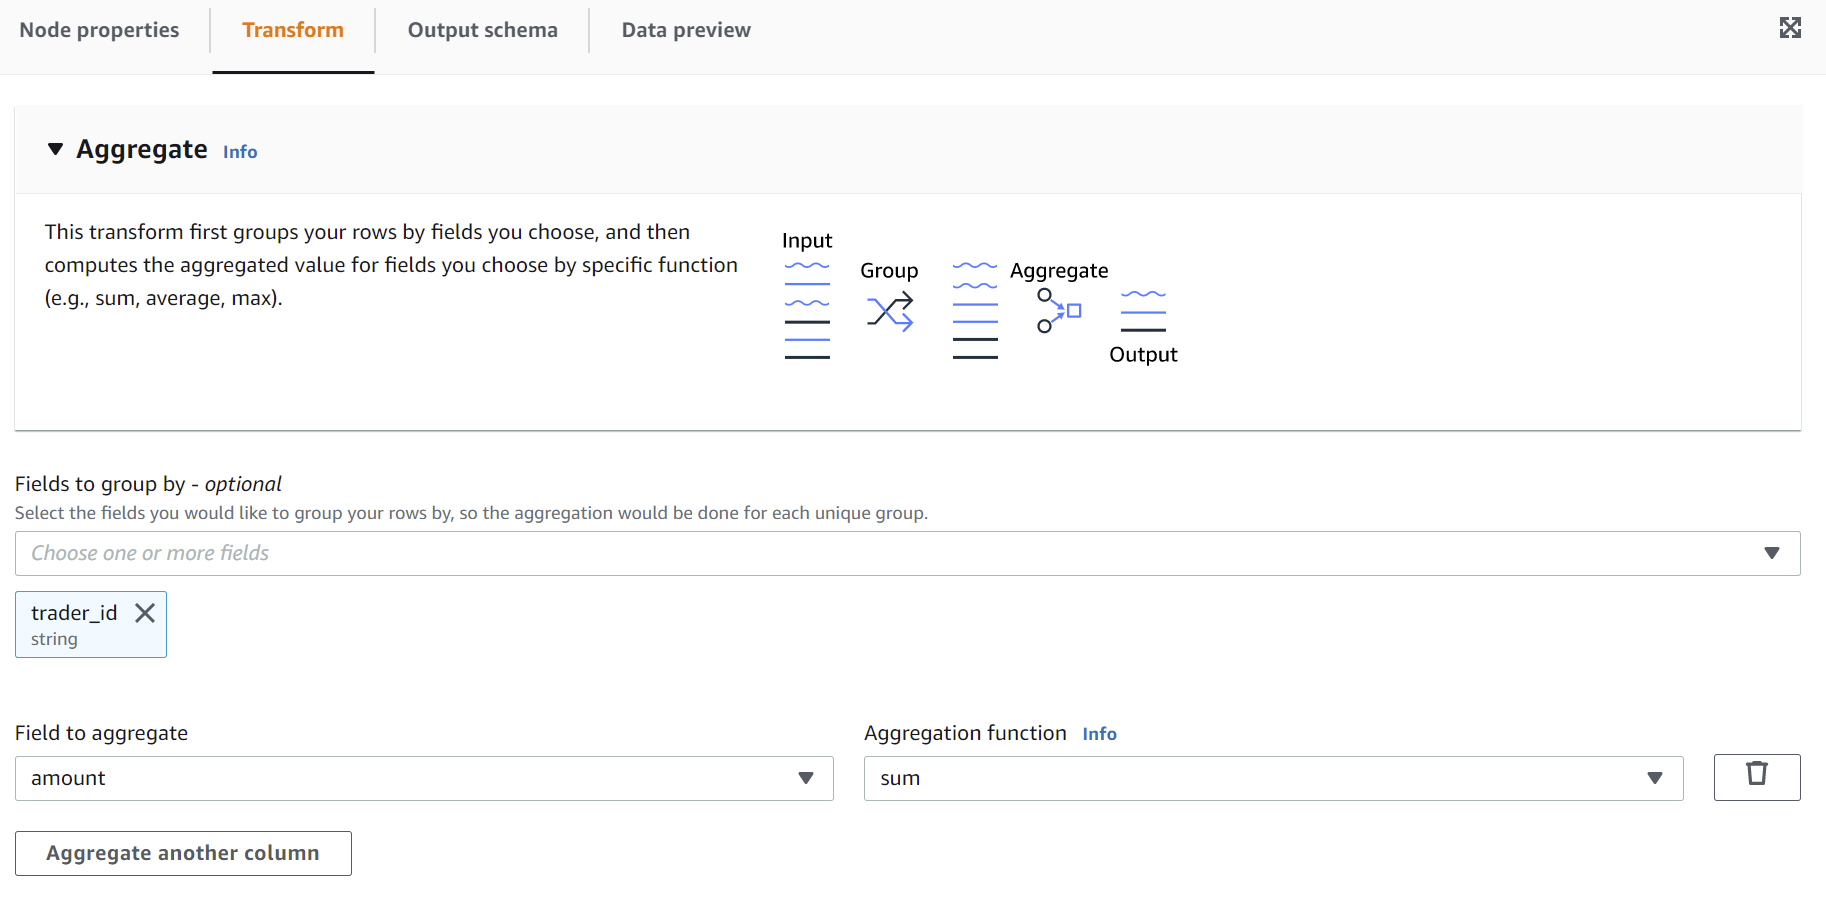 Node properties
Transform
Output schema
Data preview
Aggregate Info
This transform first groups your rows by fields you choose, and then
computes the aggregated value for fields you choose by specific function
(e.g., sum, average, max).
Input
Group
Aggregate
Output
Fields to group by - optional
Select the fields you would like to group your rows by, so the aggregation would be done for each unique group.
Choose one or more fields
trader_id
string
Field to aggregate
amount
Aggregation function Info
sum
Aggregate another column